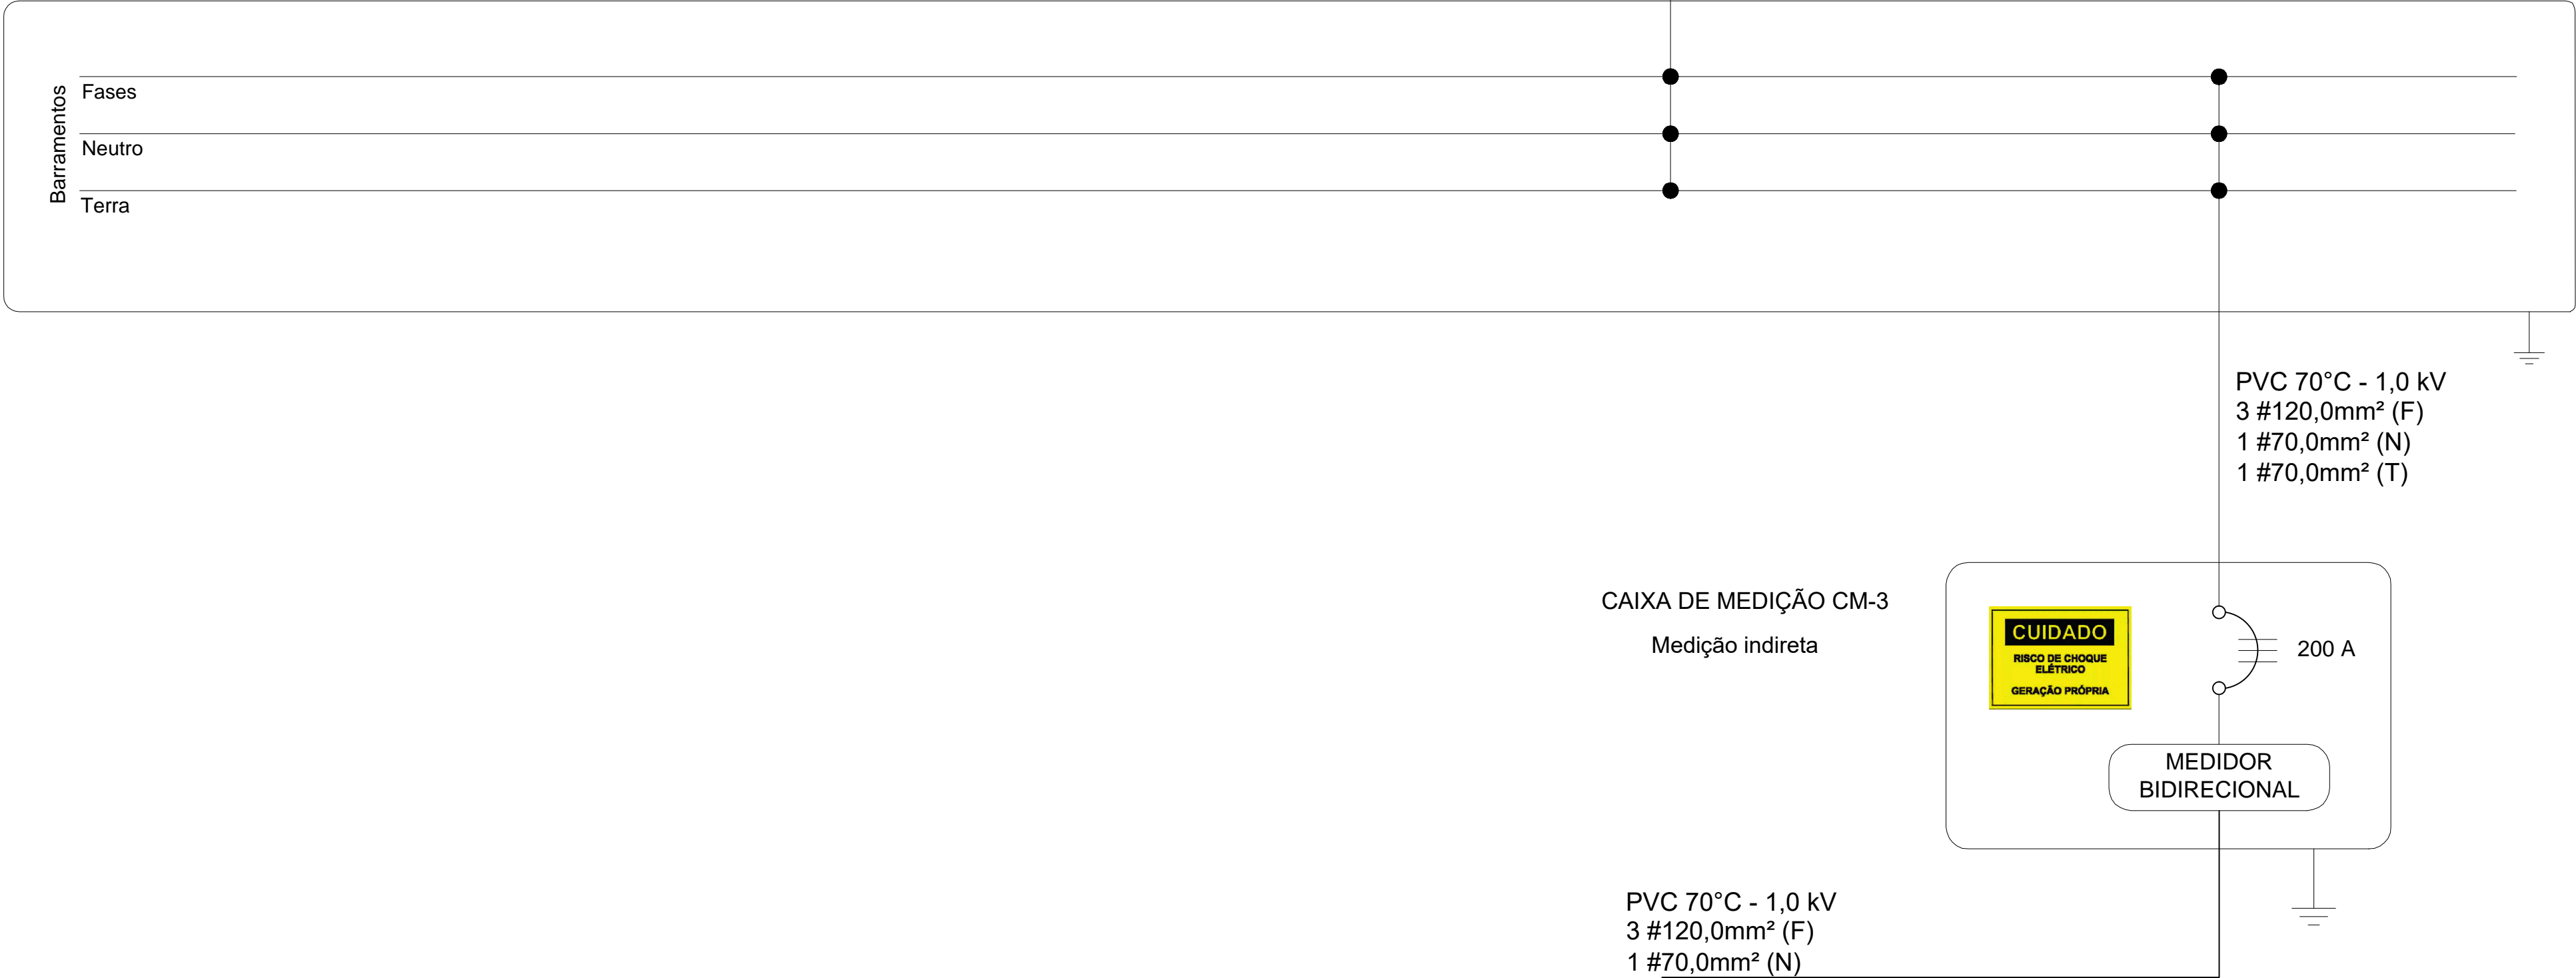 Barramentos
Fases
Neutro
Terra
PVC 70°C - 1,0 kV
3 #120,0mm² (F)
1 #70,0mm² (N)
1 #70,0mm² (T)
CAIXA DE MEDIÇÃO CM-3
Medição indireta
CUIDADO
RISCO DE CHOQUE
ELÉTRICO
GERAÇÃO PRÓPRIA
200 A
MEDIDOR
BIDIRECIONAL
PVC 70°C - 1,0 kV
3 #120,0mm² (F)
1 #70,0mm² (N)